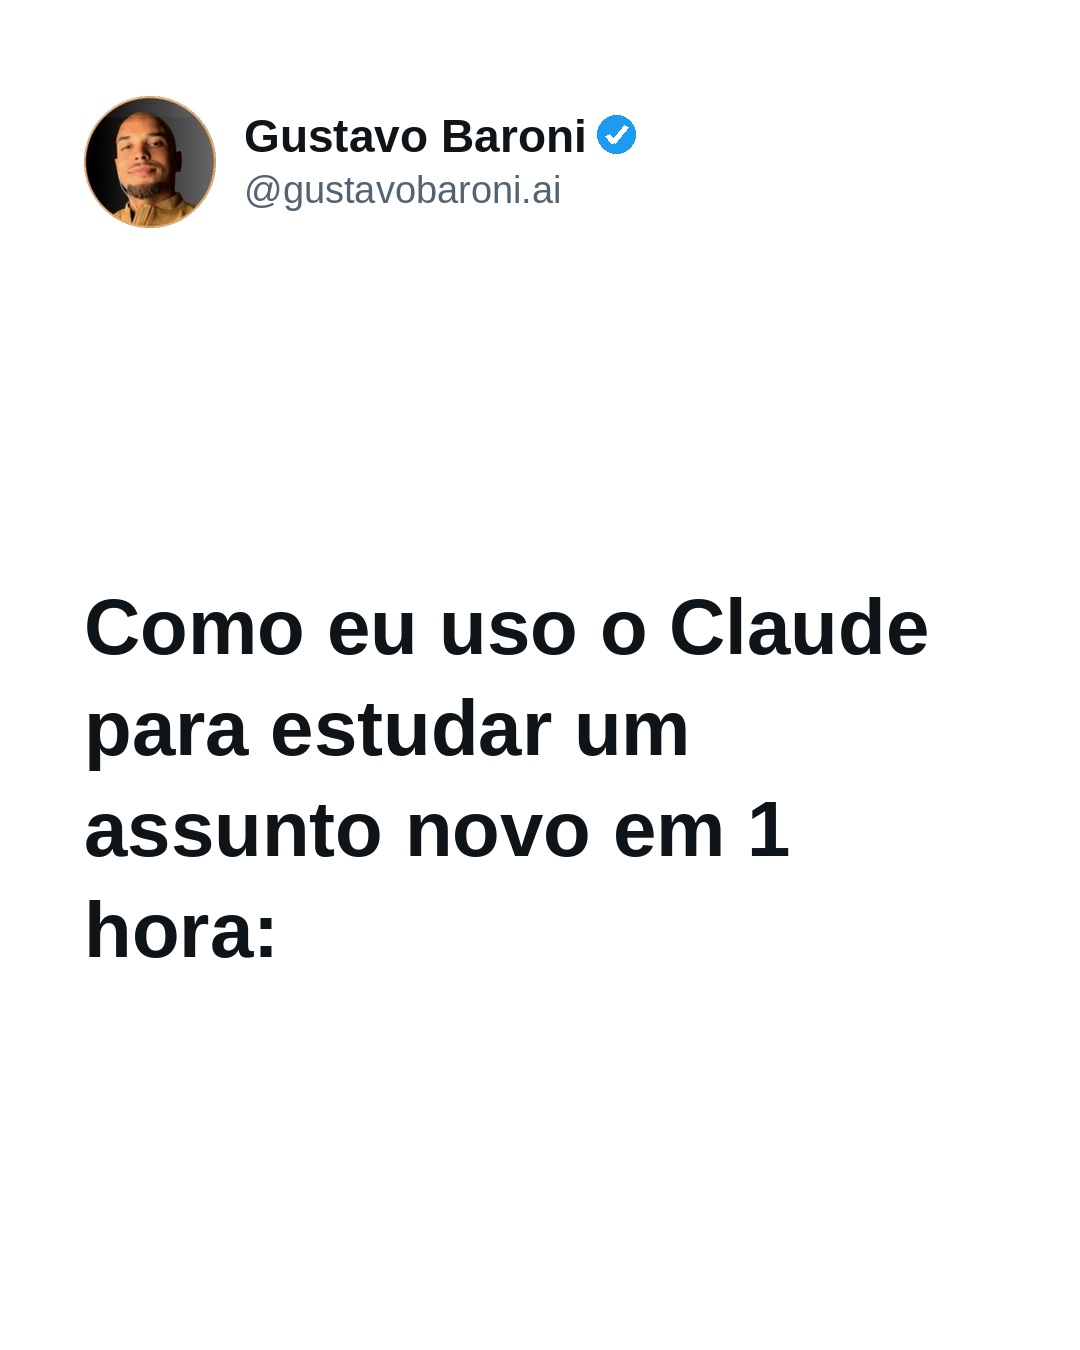 Gustavo Baroni
@gustavobaroni.ai
Como eu uso o Claude
para estudar um
assunto novo em 1
hora: